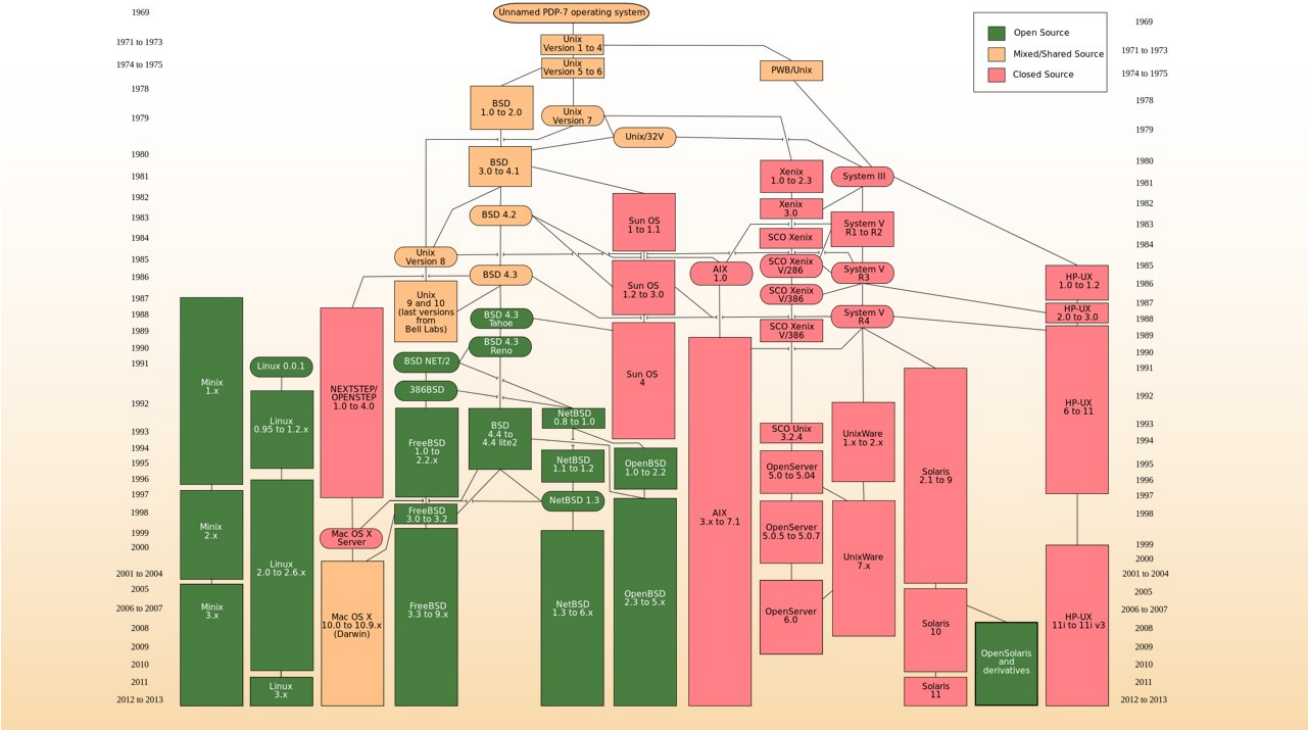 1969
1971 to 1973
1974 to 1975
1978
1979
1980
1981
1982
1983
1984
1985
1986
1987
1988
1989
1990
1991
1992
1993
1994
1995
1996
1997
1998
1999
2000
2001 to 2004
2005
2006 to 2007
2008
2009
2010
2011
2012 to 2013
Unnamed PDP-7 operating system
Unix
Version 1 to 4
Unix
Version 5 to 6
PWB/Unix
BSD
1.0 to 2.0
Unix
Version 7
Unix/32V
BSD
3.0 to 4.1
Xenix
1.0 to 2.3
System III
Xenix
3.0
BSD 4.2
Sun OS
1 to 1.1
System V
R1 to R2
SCO Xenix
Unix
Version 8
SCO Xenix
V/286
BSD 4.3
AIX
1.0
System V
R3
HP-UX
1.0 to 1.2
Sun OS
1.2 to 3.0
SCO Xenix
V/386
Unix
9 and 10
(last versions
from
Bell Labs)
HP-UX
2.0 to 3.0
BSD 4.3
Tahoe
System V
R4
SCO Xenix
V/386
BSD 4.3
Reno
BSD NET/2
Linux 0.0.1
Sun OS
4
Minix
1.x
386BSD
NEXTSTEP/
OPENSTEP
1.0 to 4.0
HP-UX
6 to 11
NetBSD
0.8 to 1.0
Linux
0.95 to 1.2.x
BSD
4.4 to
4.4 lite2
SCO Unix
3.2.4
UnixWare
1.x to 2.x
FreeBSD
1.0 to
2.2.x
NetBSD
1.1 to 1.2
OpenBSD
1.0 to 2.2
OpenServer
5.0 to 5.04
Solaris
2.1 to 9
NetBSD 1.3
FreeBSD
3.0 to 3.2
AIX
3.x to 7.1
Minix
2.x
Mac OS X
Server
OpenServer
5.0.5 to 5.0.7
UnixWare
7.x
Linux
2.0 to 2.6.x
OpenBSD
2.3 to 5.x
FreeBSD
3.3 to 9.x
NetBSD
1.3 to 6.x
Minix
3.x
OpenServer
6.0
Mac OS X
10.0 to 10.9.x
(Darwin)
Solaris
10
HP-UX
11i to 11i v3
OpenSolaris
and
derivatives
Linux
3.x
Solaris
11
Open Source
Mixed/Shared Source
Closed Source
1969
1971 to 1973
1974 to 1975
1978
1979
1980
1981
1982
1983
1984
1985
1986
1987
1988
1989
1990
1991
1992
1993
1994
1995
1996
1997
1998
1999
2000
2001 to 2004
2005
2006 to 2007
2008
2009
2010
2011
2012 to 2013